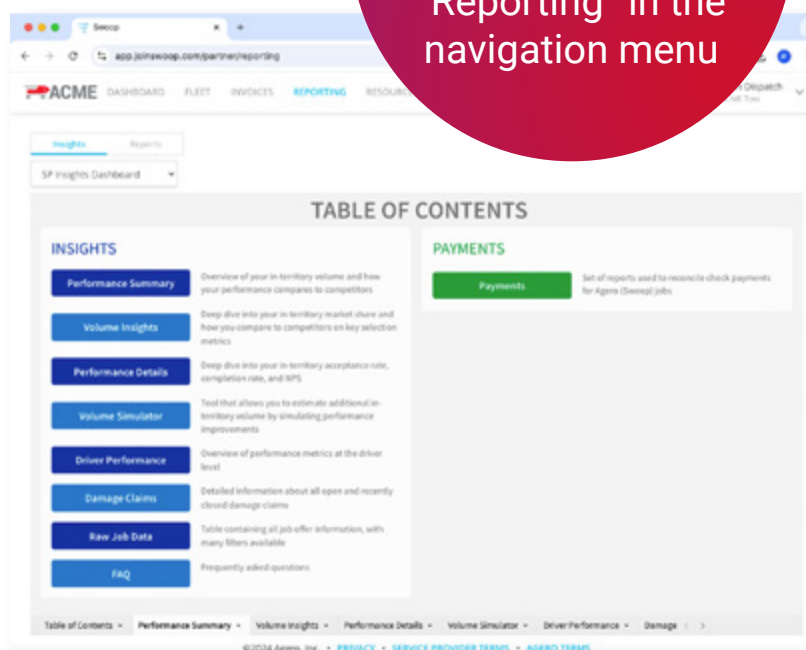 Reporting" in the
navigation menu
Swoop
app.joinswoop.com/partner/reporting
ACME DASHBOARD FLEET INVOICES REPORTING RESOURC
Dispatch
Insights Reports
SP Insights Dashboard
TABLE OF CONTENTS
INSIGHTS
Performance Summary
Overview of your in-territory volume and how
your performance compares to competitors
Volume Insights
Deep dive into your in-territory market share and
how you compare to competitors on key selection
metrics
Performance Details
Deep dive into your in-territory acceptance rate,
completion rate, and NPS
Volume Simulator
Tool that allows you to estimate additional in-
territory volume by simulating performance
improvements
Driver Performance
Overview of performance metrics at the driver
level
Damage Claims
Detailed information about all open and recently
closed damage claims
Raw Job Data
Table containing all job offer information, with
many filters available
FAQ
Frequently asked questions
PAYMENTS
Payments
Set of reports used to reconcile check payments
for Agero (Swoop) jobs
Table of Contents Performance Summary Volume Insights Performance Details Volume Simulator Driver Performance Damage
©2024 Agero, Inc. • PRIVACY • SERVICE PROVIDER TERMS • AGERO TERMS